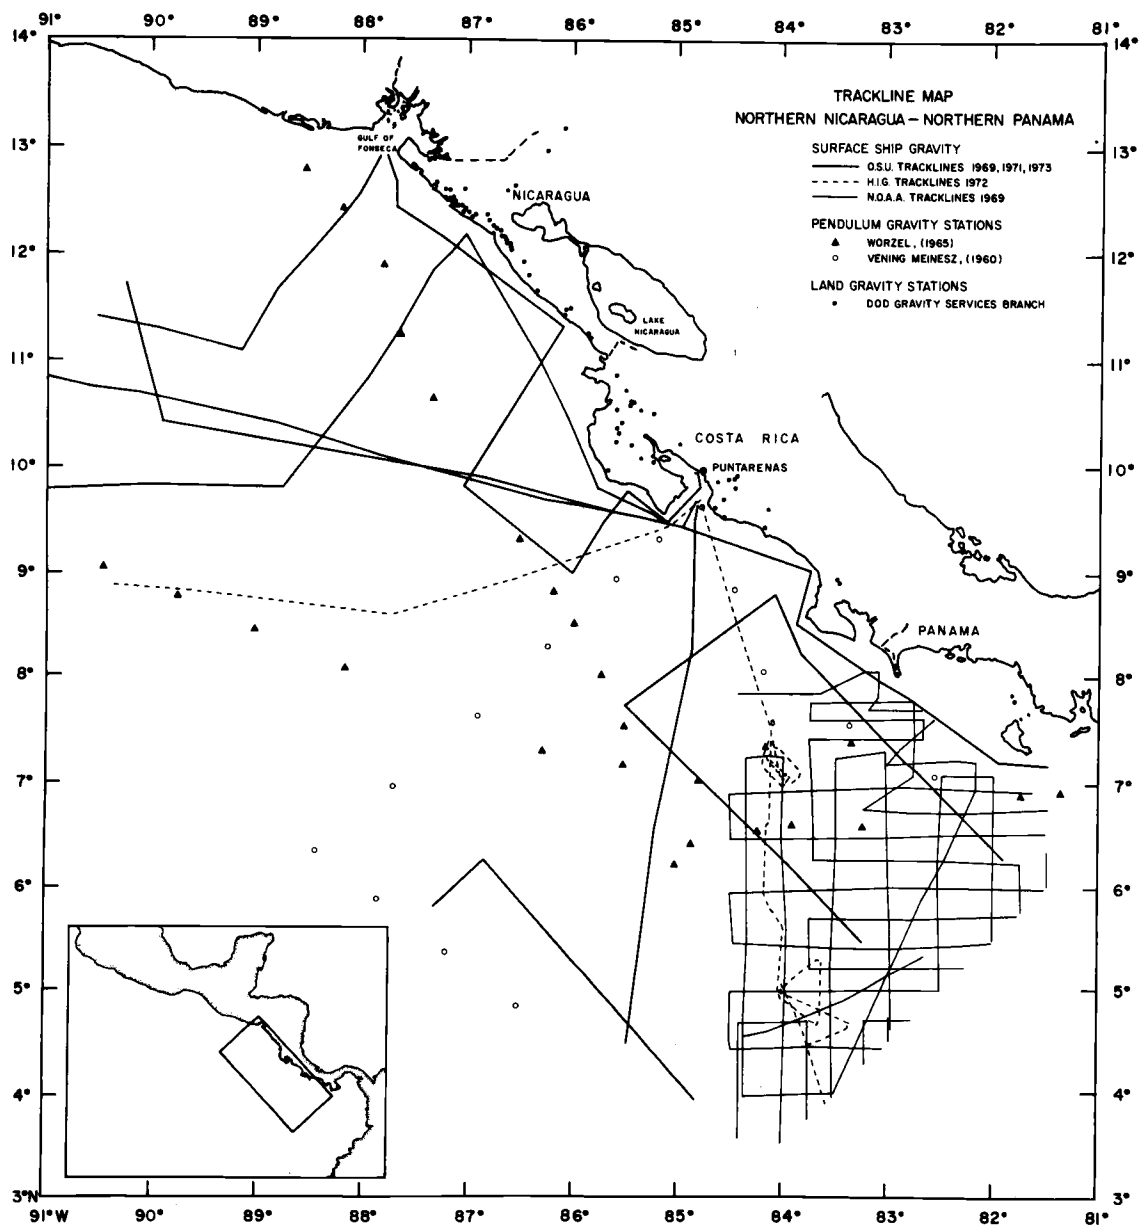 91° 90° 89° 88° 87° 86° 85° 84° 83° 82° 81°
14° 14°
TRACKLINE MAP
NORTHERN NICARAGUA – NORTHERN PANAMA
SURFACE SHIP GRAVITY
O.S.U. TRACKLINES 1969, 1971, 1973
H.I.G. TRACKLINES 1972
N.O.A.A. TRACKLINES 1969
PENDULUM GRAVITY STATIONS
WORZEL, (1965)
VENING MEINESZ, (1960)
LAND GRAVITY STATIONS
DOD GRAVITY SERVICES BRANCH
13° 13°
GULF OF
FONSECA
NICARAGUA
12° 12°
LAKE
NICARAGUA
11° 11°
COSTA RICA
PUNTARENAS
10° 10°
9° 9°
PANAMA
8° 8°
7° 7°
6° 6°
5° 5°
4° 4°
3°N 3°
91°W 90° 89° 88° 87° 86° 85° 84° 83° 82° 81°